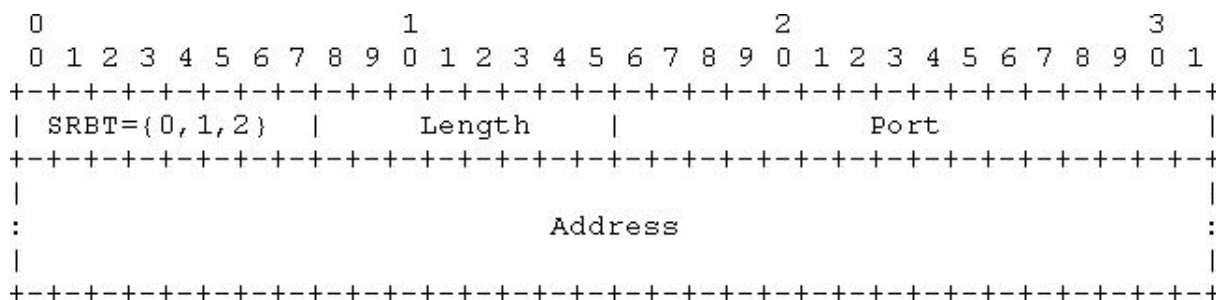 0                   1                   2                   3
 0 1 2 3 4 5 6 7 8 9 0 1 2 3 4 5 6 7 8 9 0 1 2 3 4 5 6 7 8 9 0 1
+-+-+-+-+-+-+-+-+-+-+-+-+-+-+-+-+-+-+-+-+-+-+-+-+-+-+-+-+-+-+-+-+
| SRBT={0,1,2}  |     Length    |             Port              |
+-+-+-+-+-+-+-+-+-+-+-+-+-+-+-+-+-+-+-+-+-+-+-+-+-+-+-+-+-+-+-+-+
|                                                               |
:                            Address                            :
|                                                               |
+-+-+-+-+-+-+-+-+-+-+-+-+-+-+-+-+-+-+-+-+-+-+-+-+-+-+-+-+-+-+-+-+